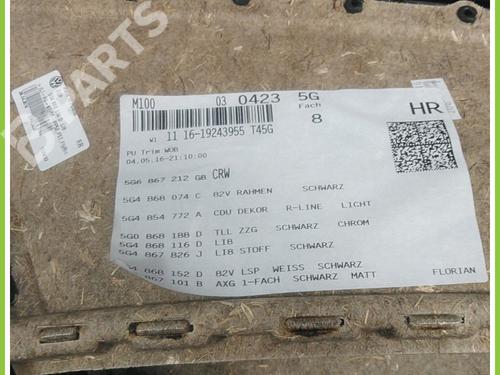 M100 03 0423 5G
Fach
8
HR
W1 11 16-19243955 T45G
PU Trim.WOB
04.05.16-21:10:00
5G6 867 212 GB CRW
5G4 868 074 C 82V RAHMEN SCHWARZ
5G4 854 772 A CDU DEKOR R-LINE LICHT
5G0 868 188 D TLL ZZG SCHWARZ CHROM
5G4 868 116 D LIB
5G4 867 826 J LI8 STOFF SCHWARZ
868 152 D 82V LSP WEISS SCHWARZ
867 101 B AXG 1-FACH SCHWARZ MATT FLORIAN
PARTS